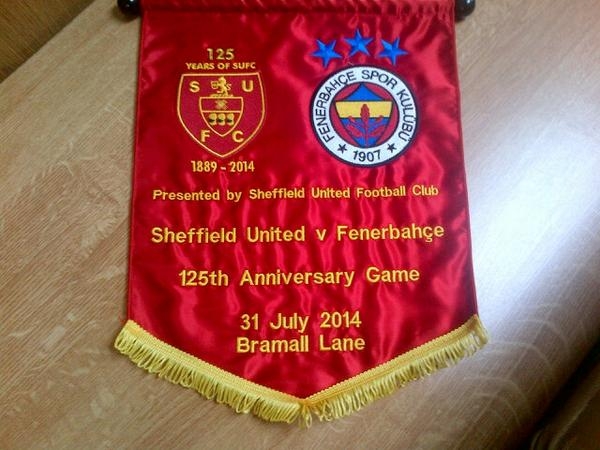 125
YEARS OF SUFC
S U
F C
1889 - 2014
FENERBAHÇE SPOR KULÜBÜ
★ 1907 ★
Presented by Sheffield United Football Club
Sheffield United v Fenerbahçe
125th Anniversary Game
31 July 2014
Bramall Lane